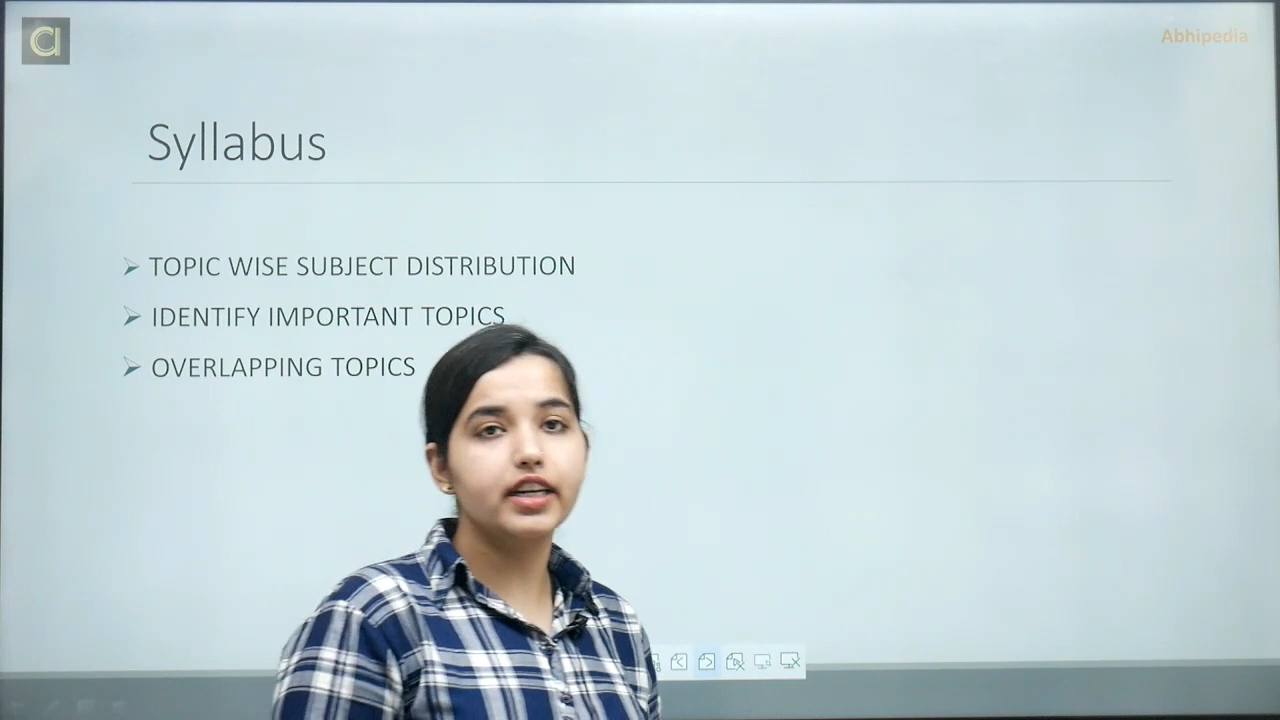 Abhipedia
Syllabus
TOPIC WISE SUBJECT DISTRIBUTION
IDENTIFY IMPORTANT TOPICS
OVERLAPPING TOPICS